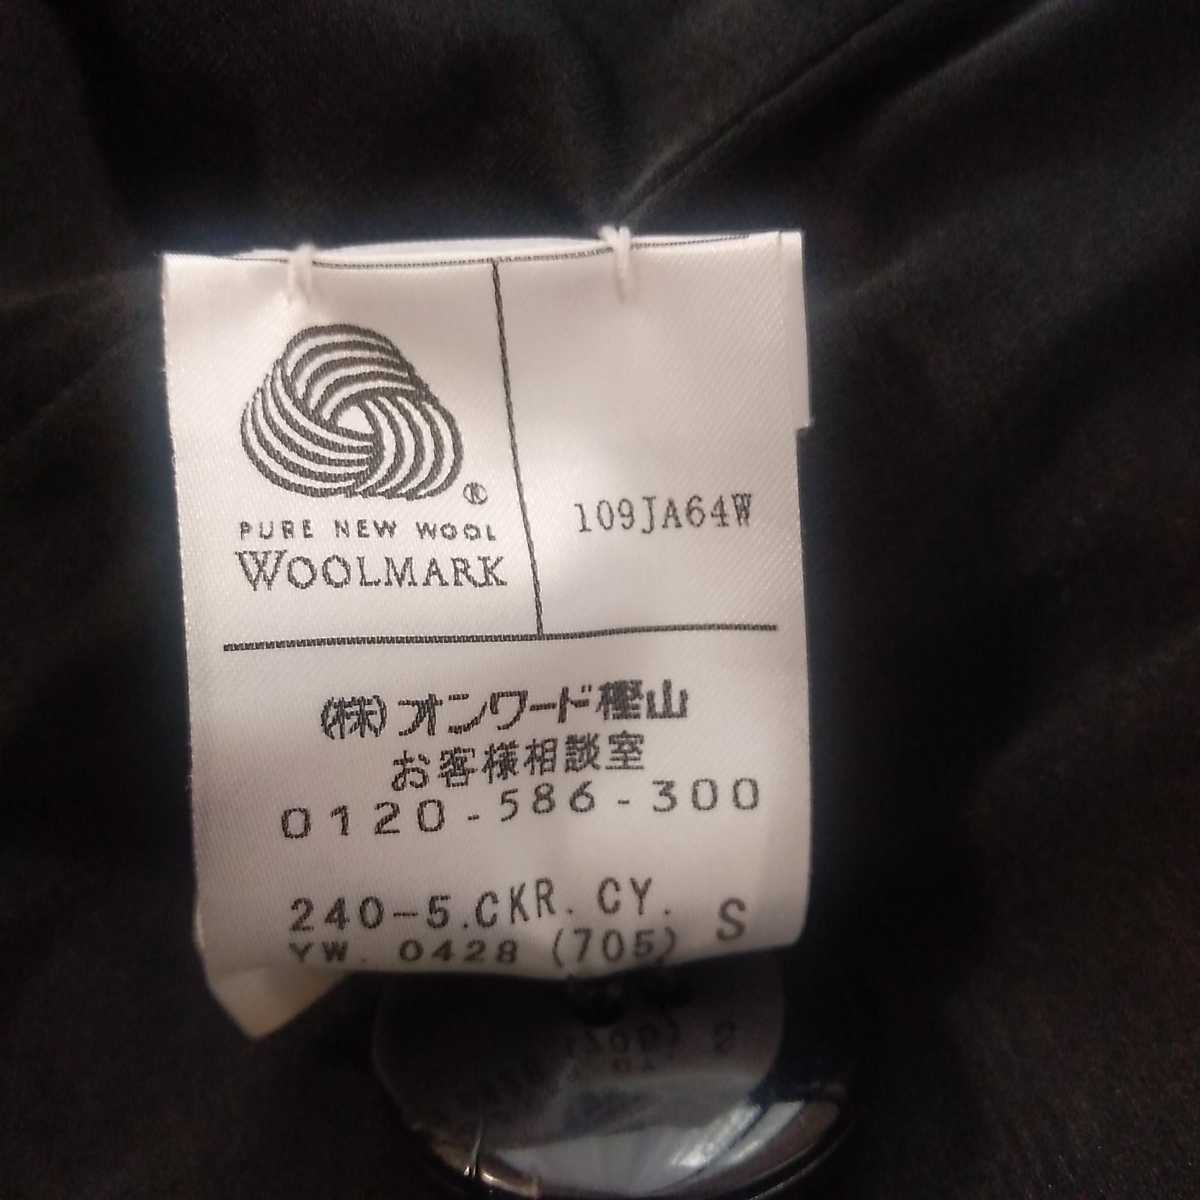 ®
PURE NEW WOOL
WOOLMARK
109JA64W
(株)オンワード樫山
お客様相談室
0120-586-300
240-5.CKR.CY.
YW. 0428 (705) S